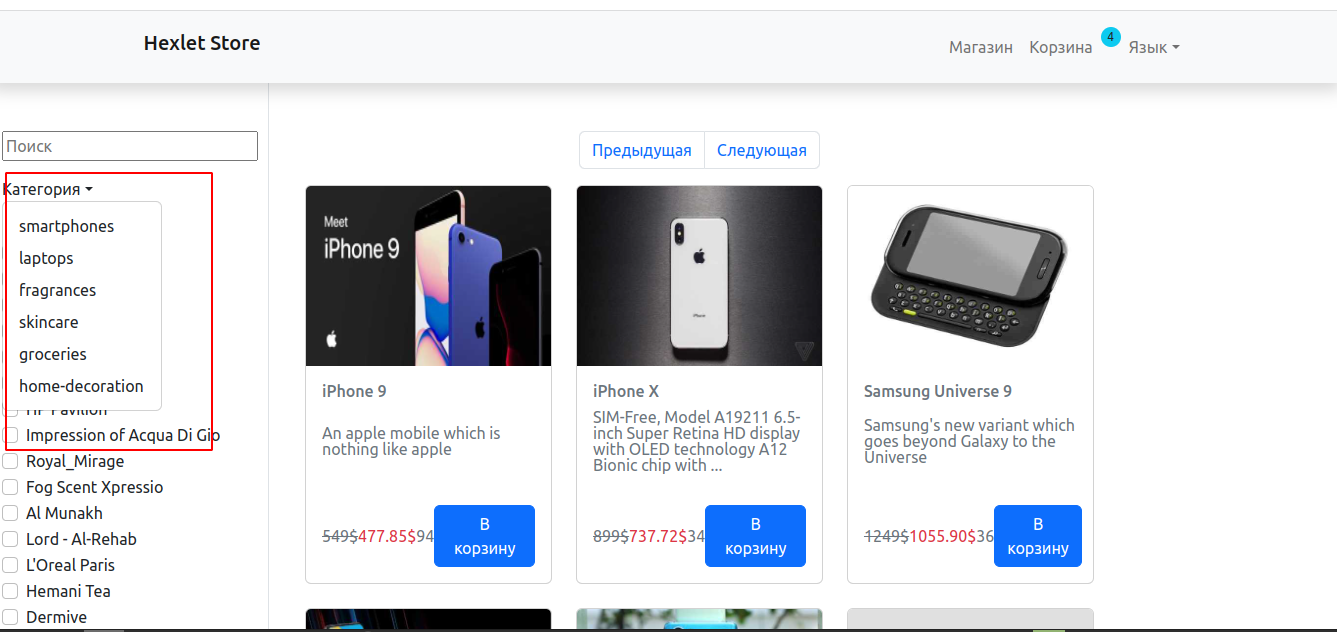 Hexlet Store
Магазин Корзина 4 Язык
Поиск
Категория
smartphones
laptops
fragrances
skincare
groceries
home-decoration
HP Pavilion
Impression of Acqua Di Gio
Royal_Mirage
Fog Scent Xpressio
Al Munakh
Lord - Al-Rehab
L'Oreal Paris
Hemani Tea
Dermive
Предыдущая Следующая
Meet
iPhone 9
iPhone 9
An apple mobile which is
nothing like apple
549$477.85$94
В
корзину
iPhone
iPhone X
SIM-Free, Model A19211 6.5-
inch Super Retina HD display
with OLED technology A12
Bionic chip with ...
899$737.72$34
В
корзину
Samsung Universe 9
Samsung's new variant which
goes beyond Galaxy to the
Universe
1249$1055.90$36
В
корзину